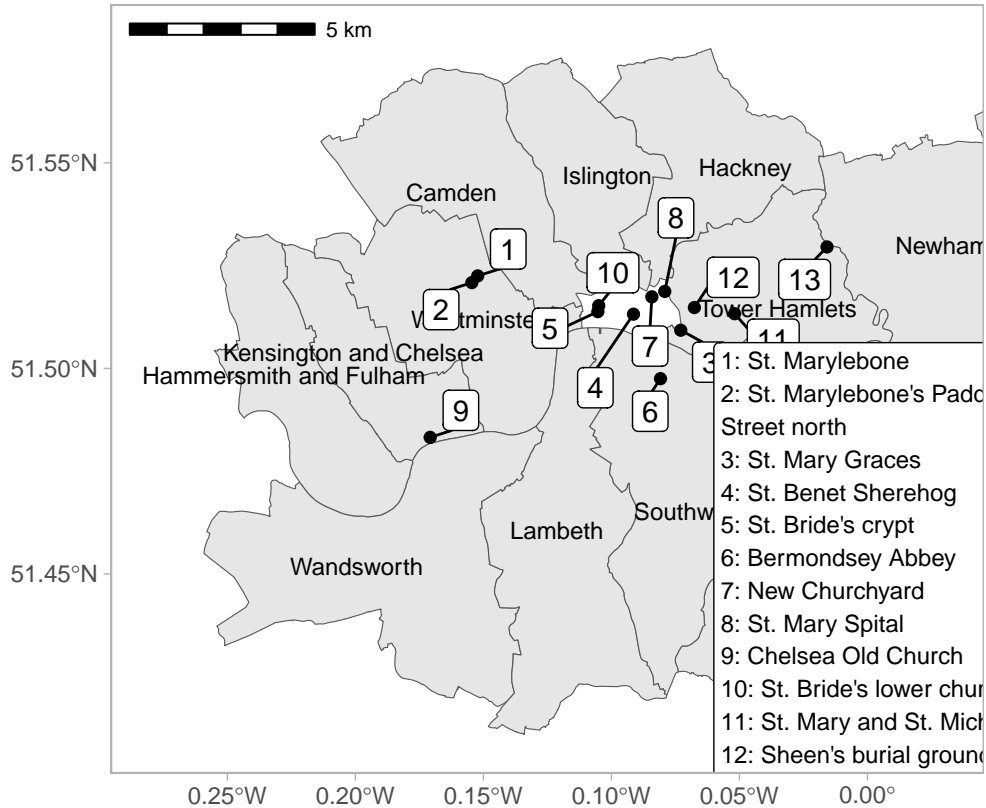 5 km
51.55°N
51.50°N
51.45°N
Hackney
Islington
Camden
8
1
Newham
10
12
13
2
Westminster
5
Tower Hamlets
7
11
Kensington and Chelsea
3
Hammersmith and Fulham
4
9
6
Southw
Lambeth
Wandsworth
1: St. Marylebone
2: St. Marylebone's Padd
Street north
3: St. Mary Graces
4: St. Benet Sherehog
5: St. Bride's crypt
6: Bermondsey Abbey
7: New Churchyard
8: St. Mary Spital
9: Chelsea Old Church
10: St. Bride's lower chur
11: St. Mary and St. Mich
12: Sheen's burial ground
0.25°W 0.20°W 0.15°W 0.10°W 0.05°W 0.00°